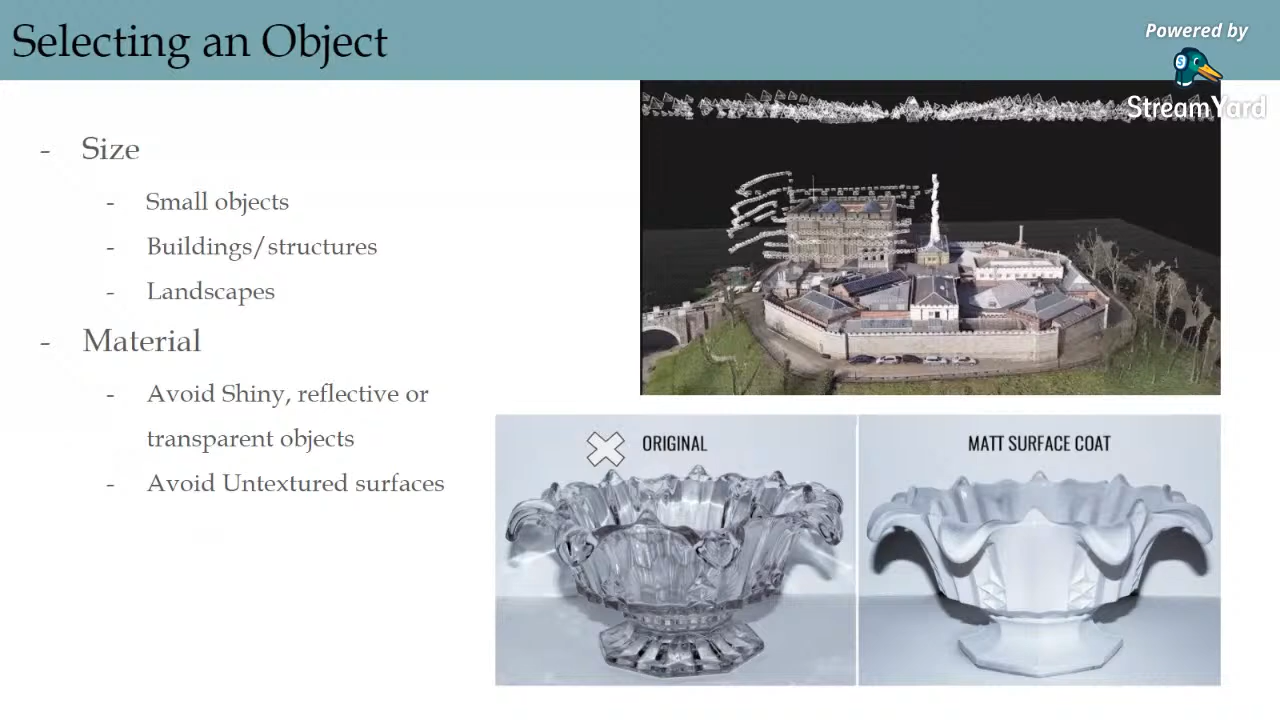 Selecting an Object
Powered by
StreamYard
- Size
- Small objects
- Buildings/structures
- Landscapes
- Material
- Avoid Shiny, reflective or
transparent objects
- Avoid Untextured surfaces
ORIGINAL
MATT SURFACE COAT